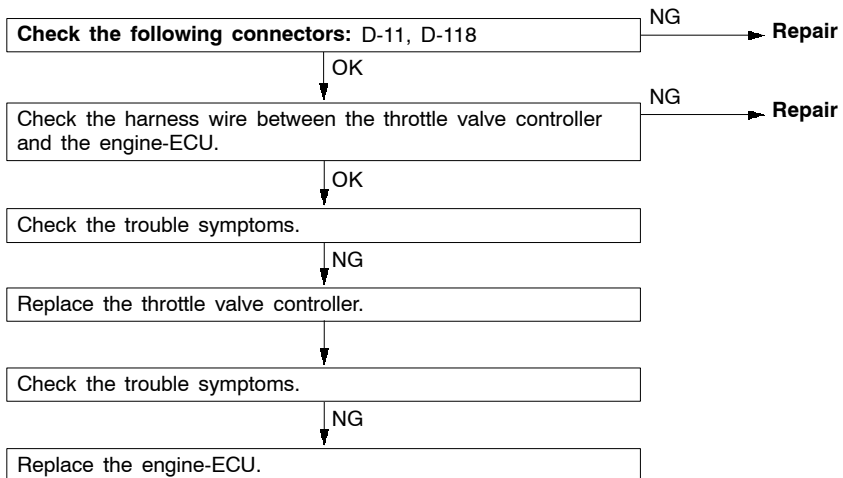 Check the following connectors: D-11, D-118
NG
Repair
OK
Check the harness wire between the throttle valve controller
and the engine-ECU.
NG
Repair
OK
Check the trouble symptoms.
NG
Replace the throttle valve controller.
Check the trouble symptoms.
NG
Replace the engine-ECU.